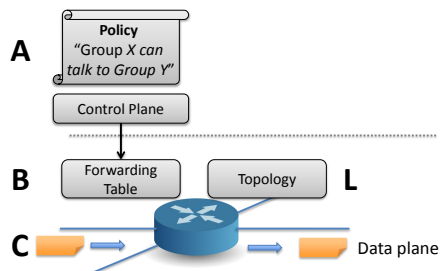 A
Policy
"Group X can
talk to Group Y"
Control Plane
B
Forwarding
Table
Topology
L
C
Data plane